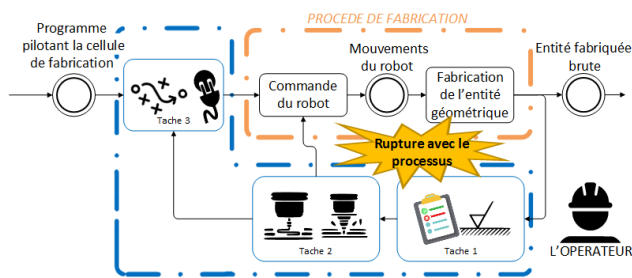 PROCEDE DE FABRICATION
Programme
pilotant la cellule
de fabrication
Mouvements
du robot
Entité fabriquée
brute
Commande
du robot
Fabrication
de l'entité
géométrique
Tache 3
Rupture avec le
processus
Tache 2
Tache 1
L'OPERATEUR